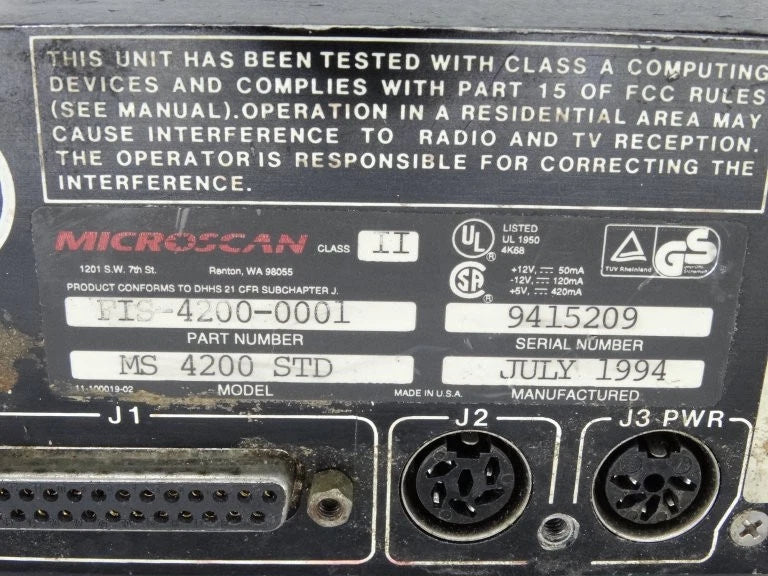 THIS UNIT HAS BEEN TESTED WITH CLASS A COMPUTING
DEVICES AND COMPLIES WITH PART 15 OF FCC RULES
(SEE MANUAL).OPERATION IN A RESIDENTIAL AREA MAY
CAUSE INTERFERENCE TO RADIO AND TV RECEPTION.
THE OPERATOR IS RESPONSIBLE FOR CORRECTING THE
INTERFERENCE.
MICROSCAN CLASS II
1201 S.W. 7th St. Renton, WA 98055
PRODUCT CONFORMS TO DHHS 21 CFR SUBCHAPTER J.
FIS-4200-0001
PART NUMBER
MS 4200 STD
11-100019-02 MODEL
UL ® LISTED
UL 1950
4K68
SA ® +12V, 50mA
-12V, 120mA
+5V, 420mA
TUV Rheinland GS
9415209
SERIAL NUMBER
JULY 1994
MADE IN U.S.A. MANUFACTURED
J1 J2 J3 PWR